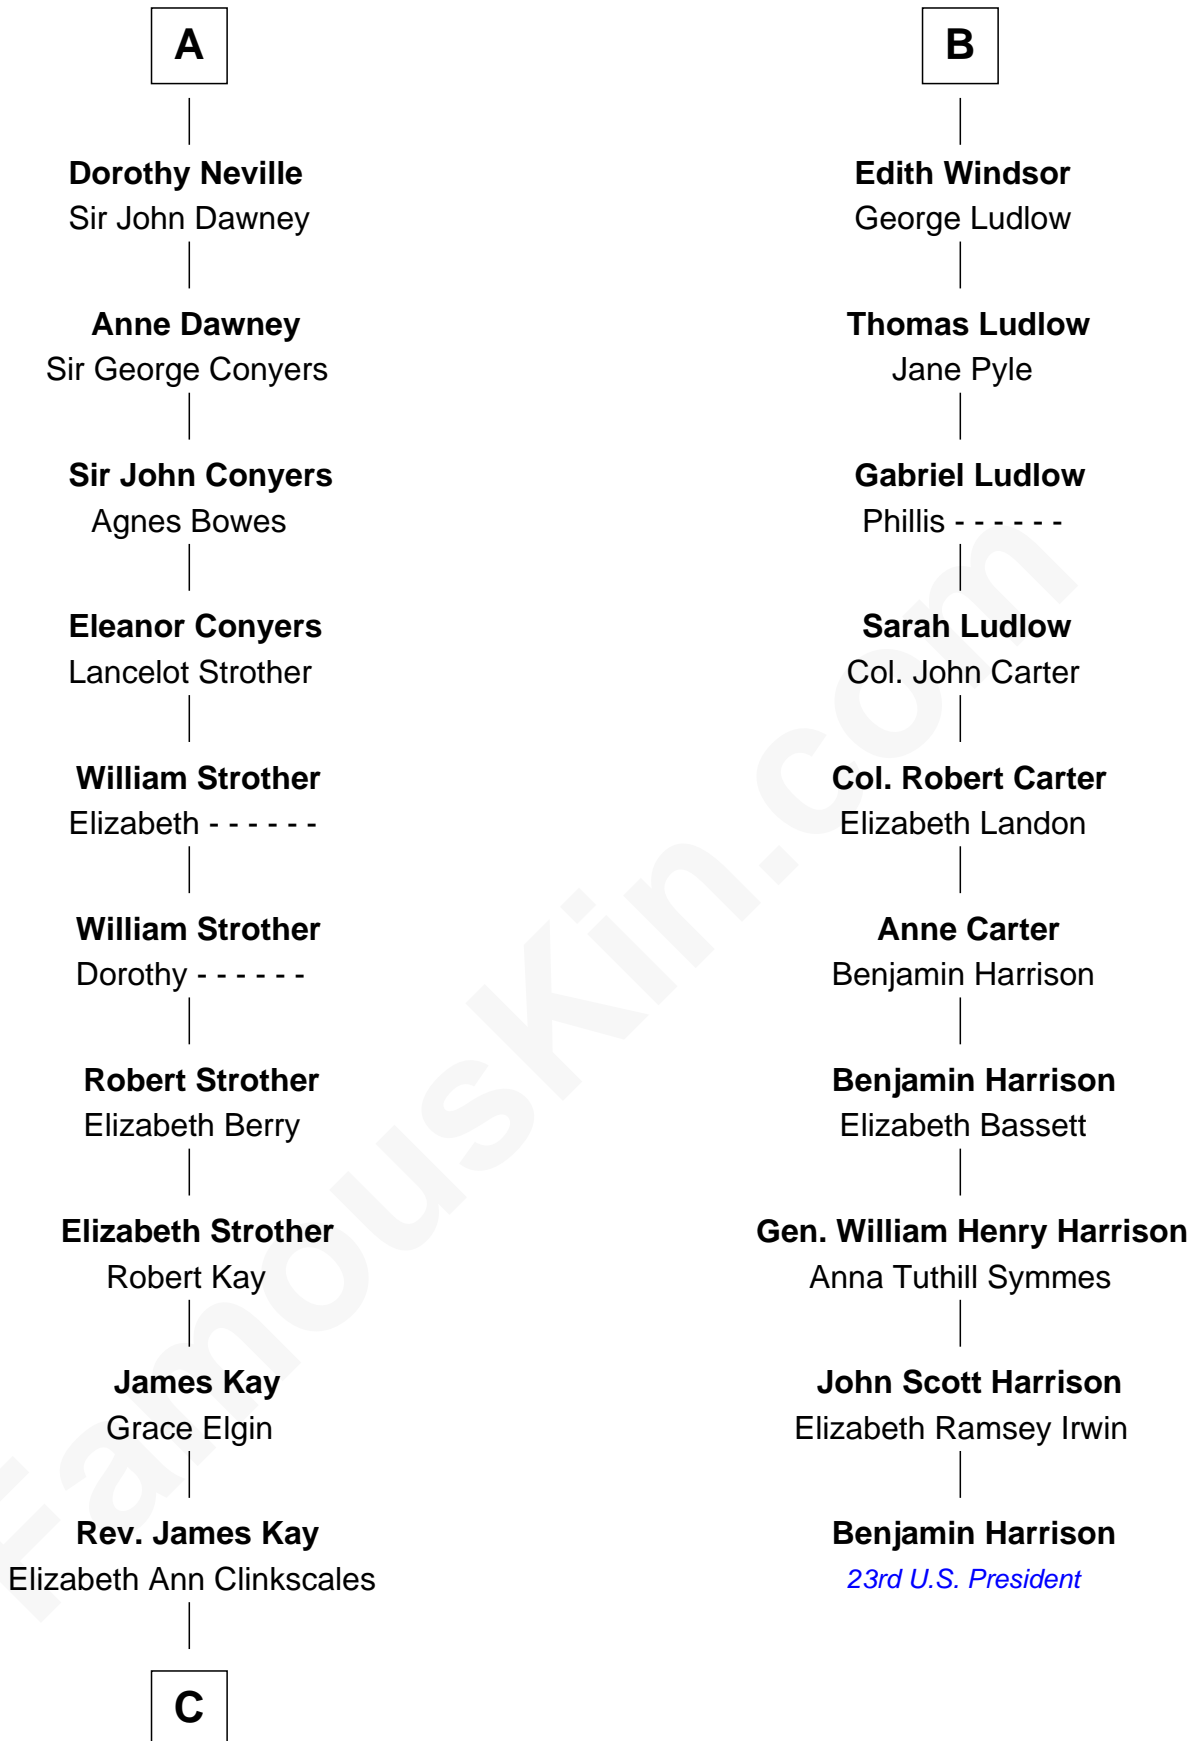 A
Dorothy Neville
Sir John Dawney
Anne Dawney
Sir George Conyers
Sir John Conyers
Agnes Bowes
Eleanor Conyers
Lancelot Strother
William Strother
Elizabeth - - - - - -
William Strother
Dorothy - - - - - -
Robert Strother
Elizabeth Berry
Elizabeth Strother
Robert Kay
James Kay
Grace Elgin
Rev. James Kay
Elizabeth Ann Clinkscales
C
B
Edith Windsor
George Ludlow
Thomas Ludlow
Jane Pyle
Gabriel Ludlow
Phillis - - - - - -
Sarah Ludlow
Col. John Carter
Col. Robert Carter
Elizabeth Landon
Anne Carter
Benjamin Harrison
Benjamin Harrison
Elizabeth Bassett
Gen. William Henry Harrison
Anna Tuthill Symmes
John Scott Harrison
Elizabeth Ramsey Irwin
Benjamin Harrison
23rd U.S. President
FamousKin.com